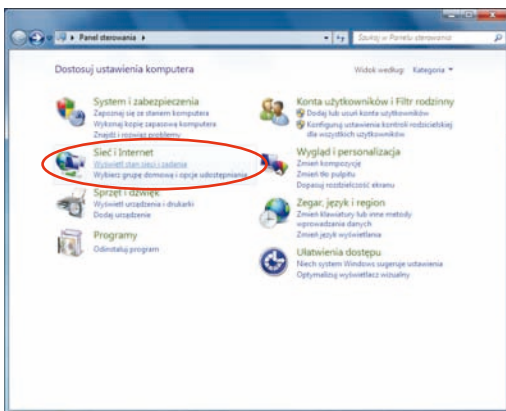 Panel sterowania
Szukaj w Panelu sterowania
Dostosuj ustawienia komputera
Widok według: Kategoria
System i zabezpieczenia
Zapoznaj się ze stanem komputera
Wykonaj kopię zapasową komputera
Znajdź i rozwiąż problemy
Sieć i Internet
Wyświetl stan sieci i zadania
Wybierz grupę domową i opcje udostępniania
Sprzęt i dźwięk
Wyświetl urządzenia i drukarki
Dodaj urządzenie
Programy
Odinstaluj program
Konta użytkowników i Filtr rodzinny
Dodaj lub usuń konta użytkowników
Konfiguruj ustawienia kontroli rodzicielskiej
dla wszystkich użytkowników
Wygląd i personalizacja
Zmień kompozycję
Zmień tło pulpitu
Dopasuj rozdzielczość ekranu
Zegar, język i region
Zmień klawiatury lub inne metody
wprowadzania danych
Zmień język wyświetlania
Ułatwienia dostępu
Niech system Windows sugeruje ustawienia
Optymalizuj wyświetlacz wizualny